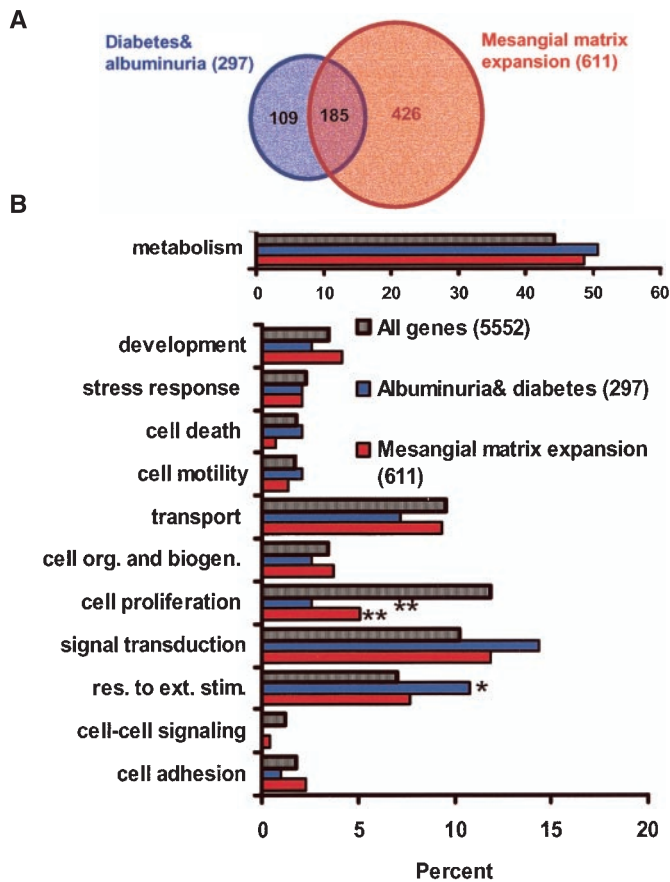 A
Diabetes&
albuminuria (297)
Mesangial matrix
expansion (611)
109
185
426
B
metabolism
0 10 20 30 40 50 60
All genes (5552)
Albuminuria& diabetes (297)
Mesangial matrix expansion
(611)
development
stress response
cell death
cell motility
transport
cell org. and biogen.
cell proliferation
**
**
signal transduction
res. to ext. stim.
*
cell-cell signaling
cell adhesion
0 5 10 15 20
Percent